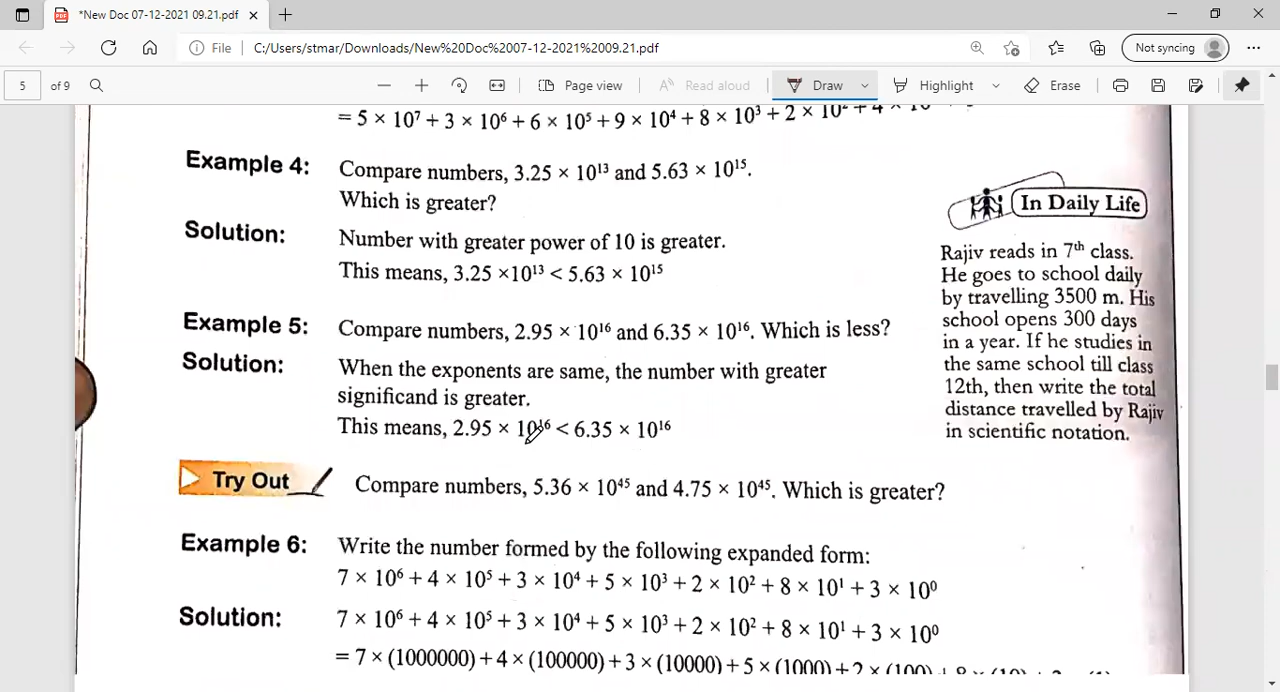 *New Doc 07-12-2021 09.21.pdf
File C:/Users/stmar/Downloads/New%20Doc%2007-12-2021%2009.21.pdf
Not syncing
5 of 9 Page view Read aloud Draw Highlight Erase
= 5 × 10⁷ + 3 × 10⁶ + 6 × 10⁵ + 9 × 10⁴ + 8 × 10³ + 2 × 10² + 4 × 10
Example 4: Compare numbers, 3.25 × 10¹³ and 5.63 × 10¹⁵.
Which is greater?
Solution: Number with greater power of 10 is greater.
This means, 3.25 ×10¹³ < 5.63 × 10¹⁵
Example 5: Compare numbers, 2.95 × 10¹⁶ and 6.35 × 10¹⁶. Which is less?
Solution: When the exponents are same, the number with greater
significand is greater.
This means, 2.95 × 10¹⁶ < 6.35 × 10¹⁶
Try Out Compare numbers, 5.36 × 10⁴⁵ and 4.75 × 10⁴⁵. Which is greater?
Example 6: Write the number formed by the following expanded form:
7 × 10⁶ + 4 × 10⁵ + 3 × 10⁴ + 5 × 10³ + 2 × 10² + 8 × 10¹ + 3 × 10⁰
Solution: 7 × 10⁶ + 4 × 10⁵ + 3 × 10⁴ + 5 × 10³ + 2 × 10² + 8 × 10¹ + 3 × 10⁰
= 7 × (1000000) + 4 × (100000) + 3 × (10000) + 5 × (1000) + 2 × (100) + 8 × (10)
In Daily Life
Rajiv reads in 7ᵗʰ class.
He goes to school daily
by travelling 3500 m. His
school opens 300 days
in a year. If he studies in
the same school till class
12th, then write the total
distance travelled by Rajiv
in scientific notation.